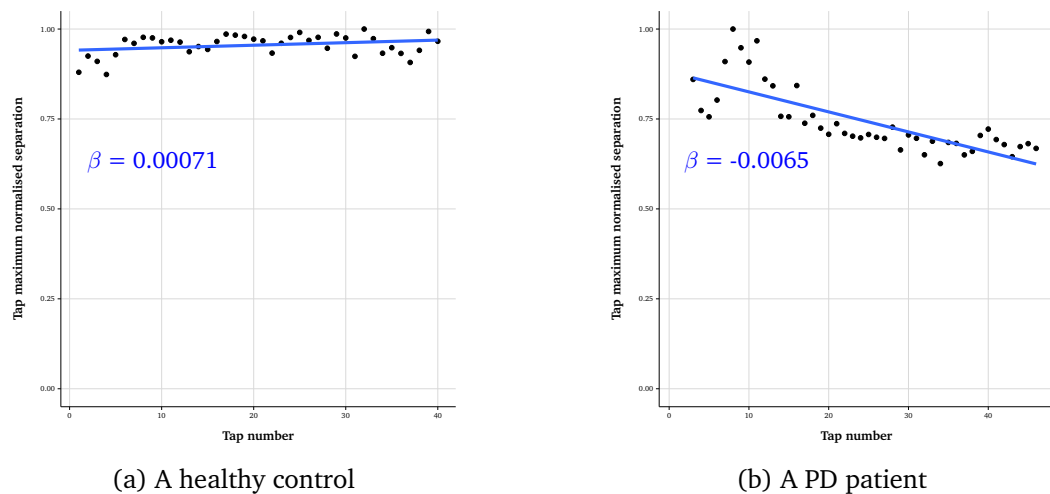 1.00
0.75
0.50
0.25
0.00
Tap maximum normalised separation
β = 0.00071
0 10 20 30 40
Tap number
(a) A healthy control
1.00
0.75
0.50
0.25
0.00
Tap maximum normalised separation
β = -0.0065
0 10 20 30 40
Tap number
(b) A PD patient